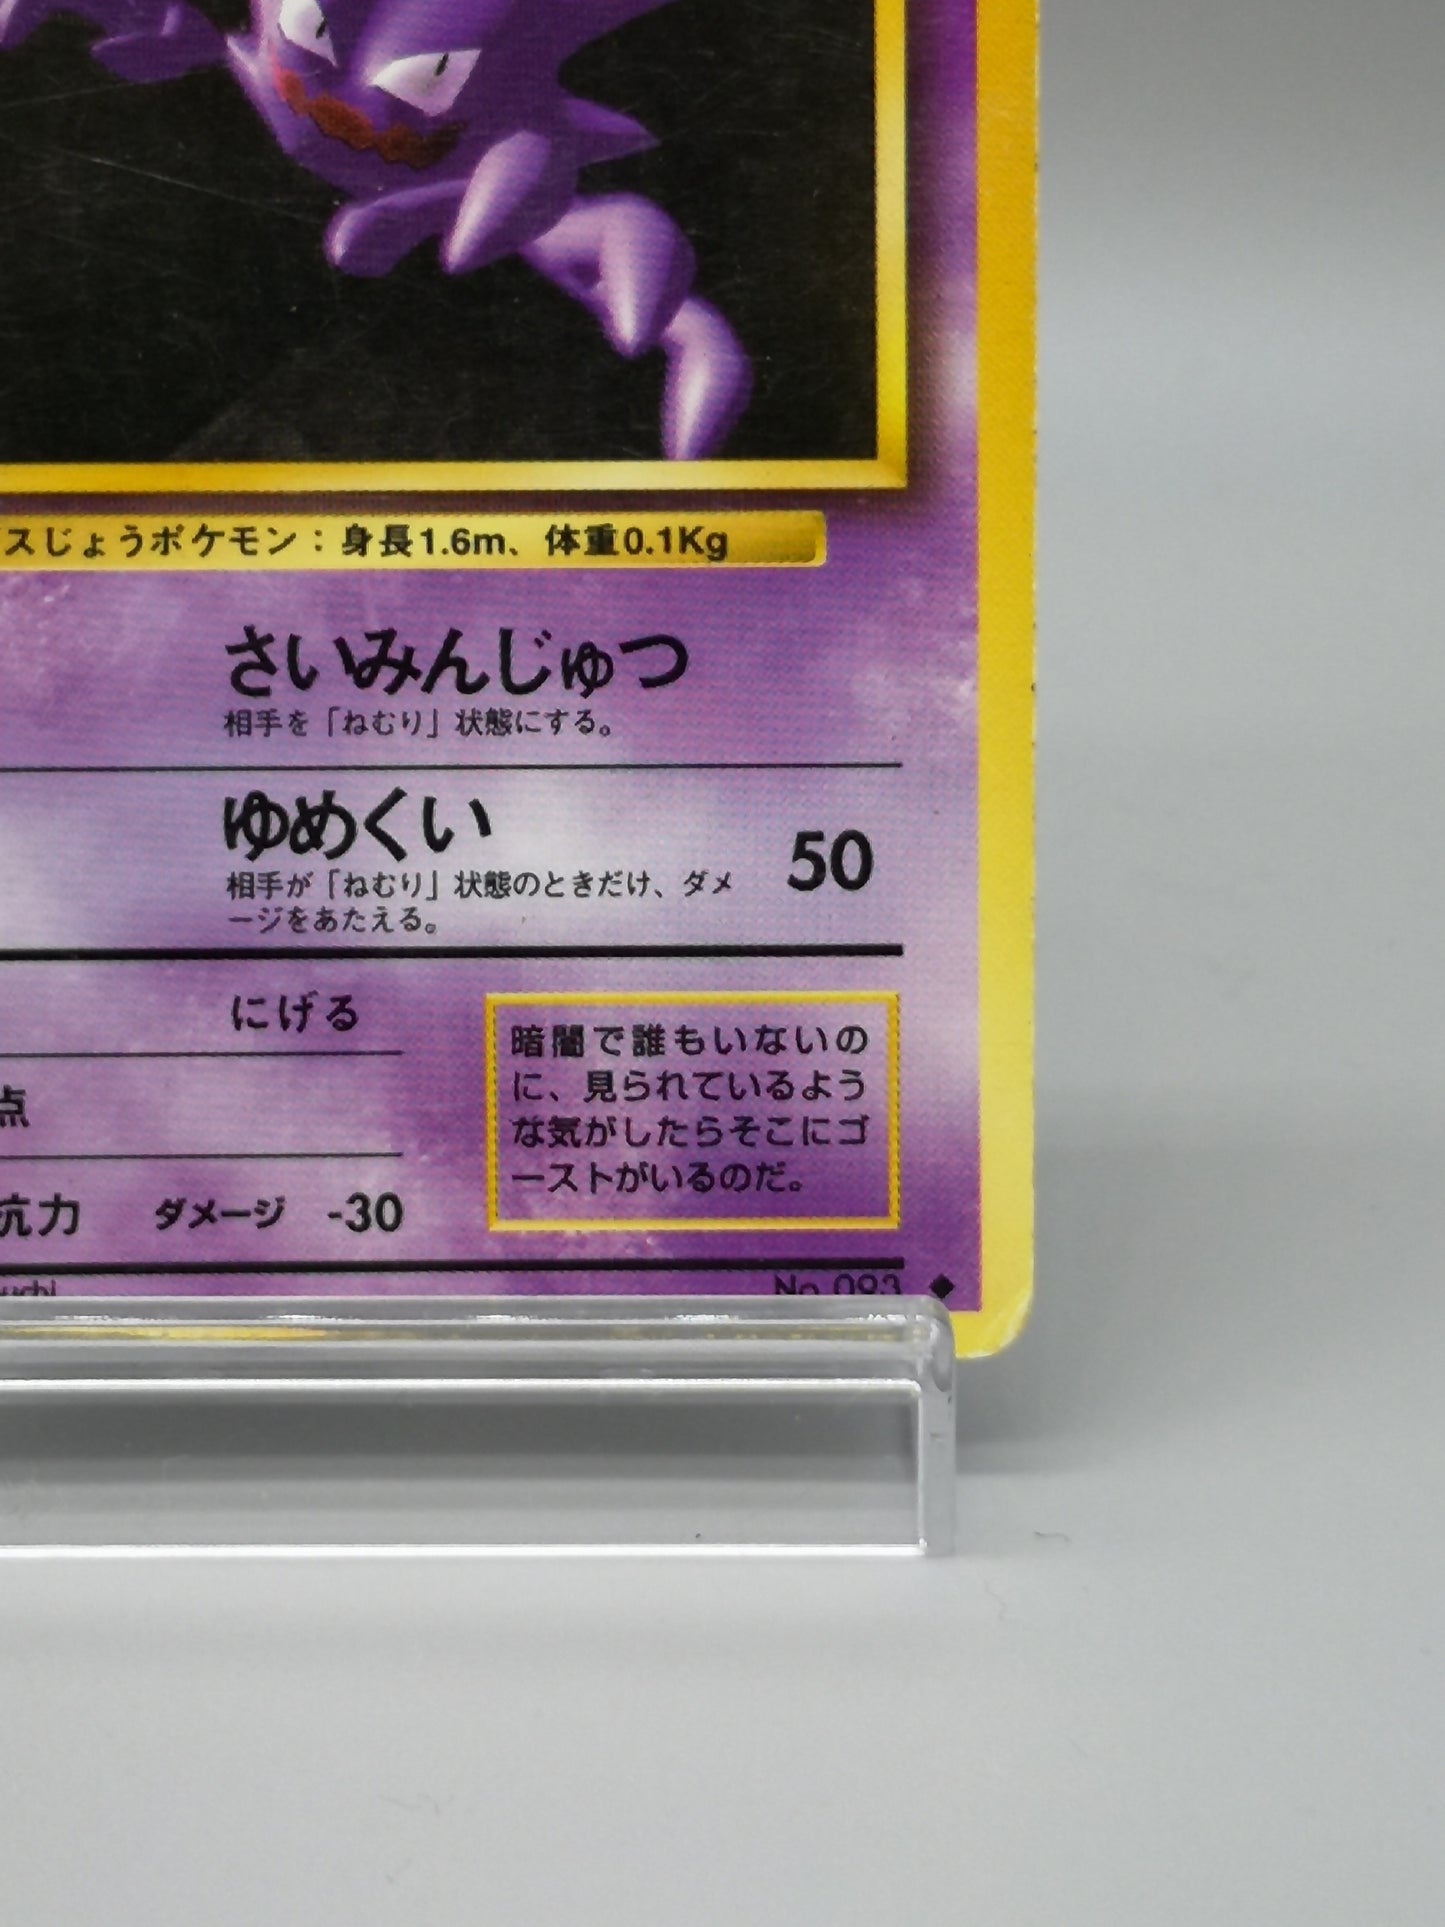 スじょうポケモン：身長1.6m、体重0.1Kg
さいみんじゅつ
相手を「ねむり」状態にする。
ゆめくい 50
相手が「ねむり」状態のときだけ、ダメ
ージをあたえる。
にげる
点
抗力 ダメージ -30
暗闇で誰もいないの
に、見られているよう
な気がしたらそこにゴ
ーストがいるのだ。
uchi
No.093 ◆